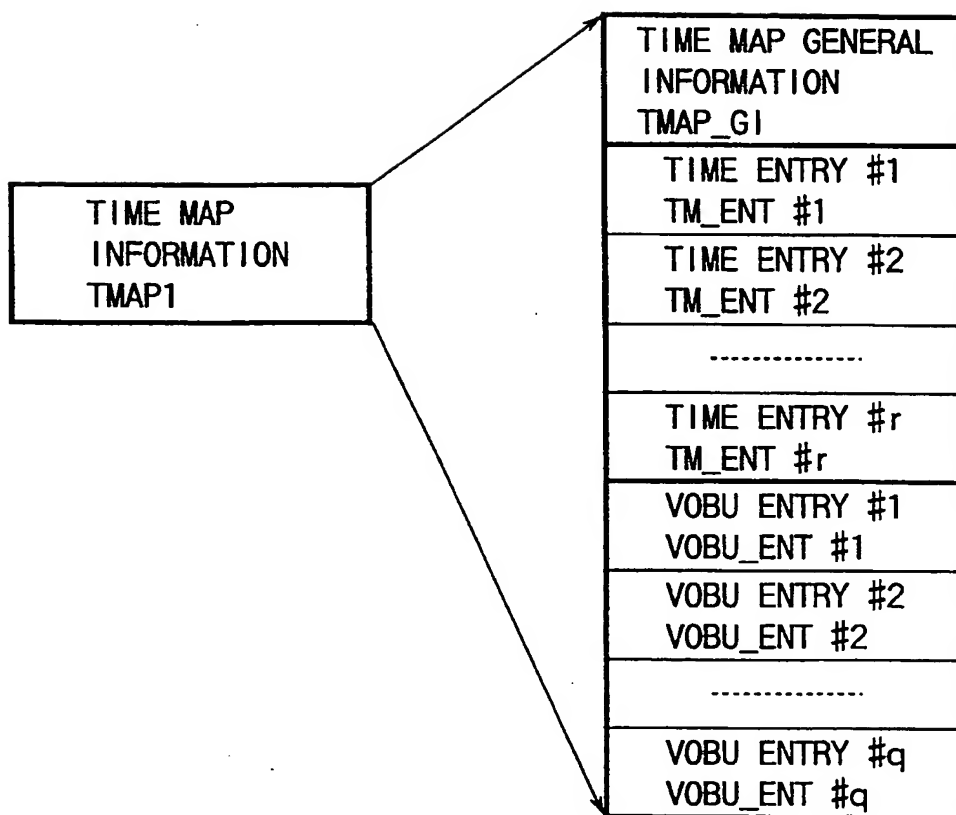 TIME MAP
INFORMATION
TMAP1
TIME MAP GENERAL
INFORMATION
TMAP_GI
TIME ENTRY #1
TM_ENT #1
TIME ENTRY #2
TM_ENT #2
TIME ENTRY #r
TM_ENT #r
VOBU ENTRY #1
VOBU_ENT #1
VOBU ENTRY #2
VOBU_ENT #2
VOBU ENTRY #q
VOBU_ENT #q